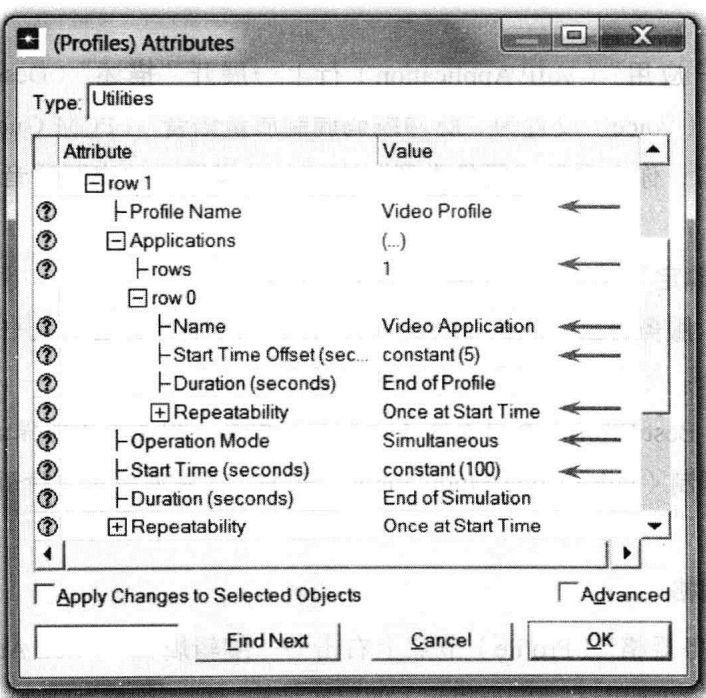 (Profiles) Attributes
Type: Utilities
Attribute Value
row 1
Profile Name Video Profile
Applications (...)
rows 1
row 0
Name Video Application
Start Time Offset (sec... constant (5)
Duration (seconds) End of Profile
Repeatability Once at Start Time
Operation Mode Simultaneous
Start Time (seconds) constant (100)
Duration (seconds) End of Simulation
Repeatability Once at Start Time
Apply Changes to Selected Objects
Advanced
Find Next Cancel OK